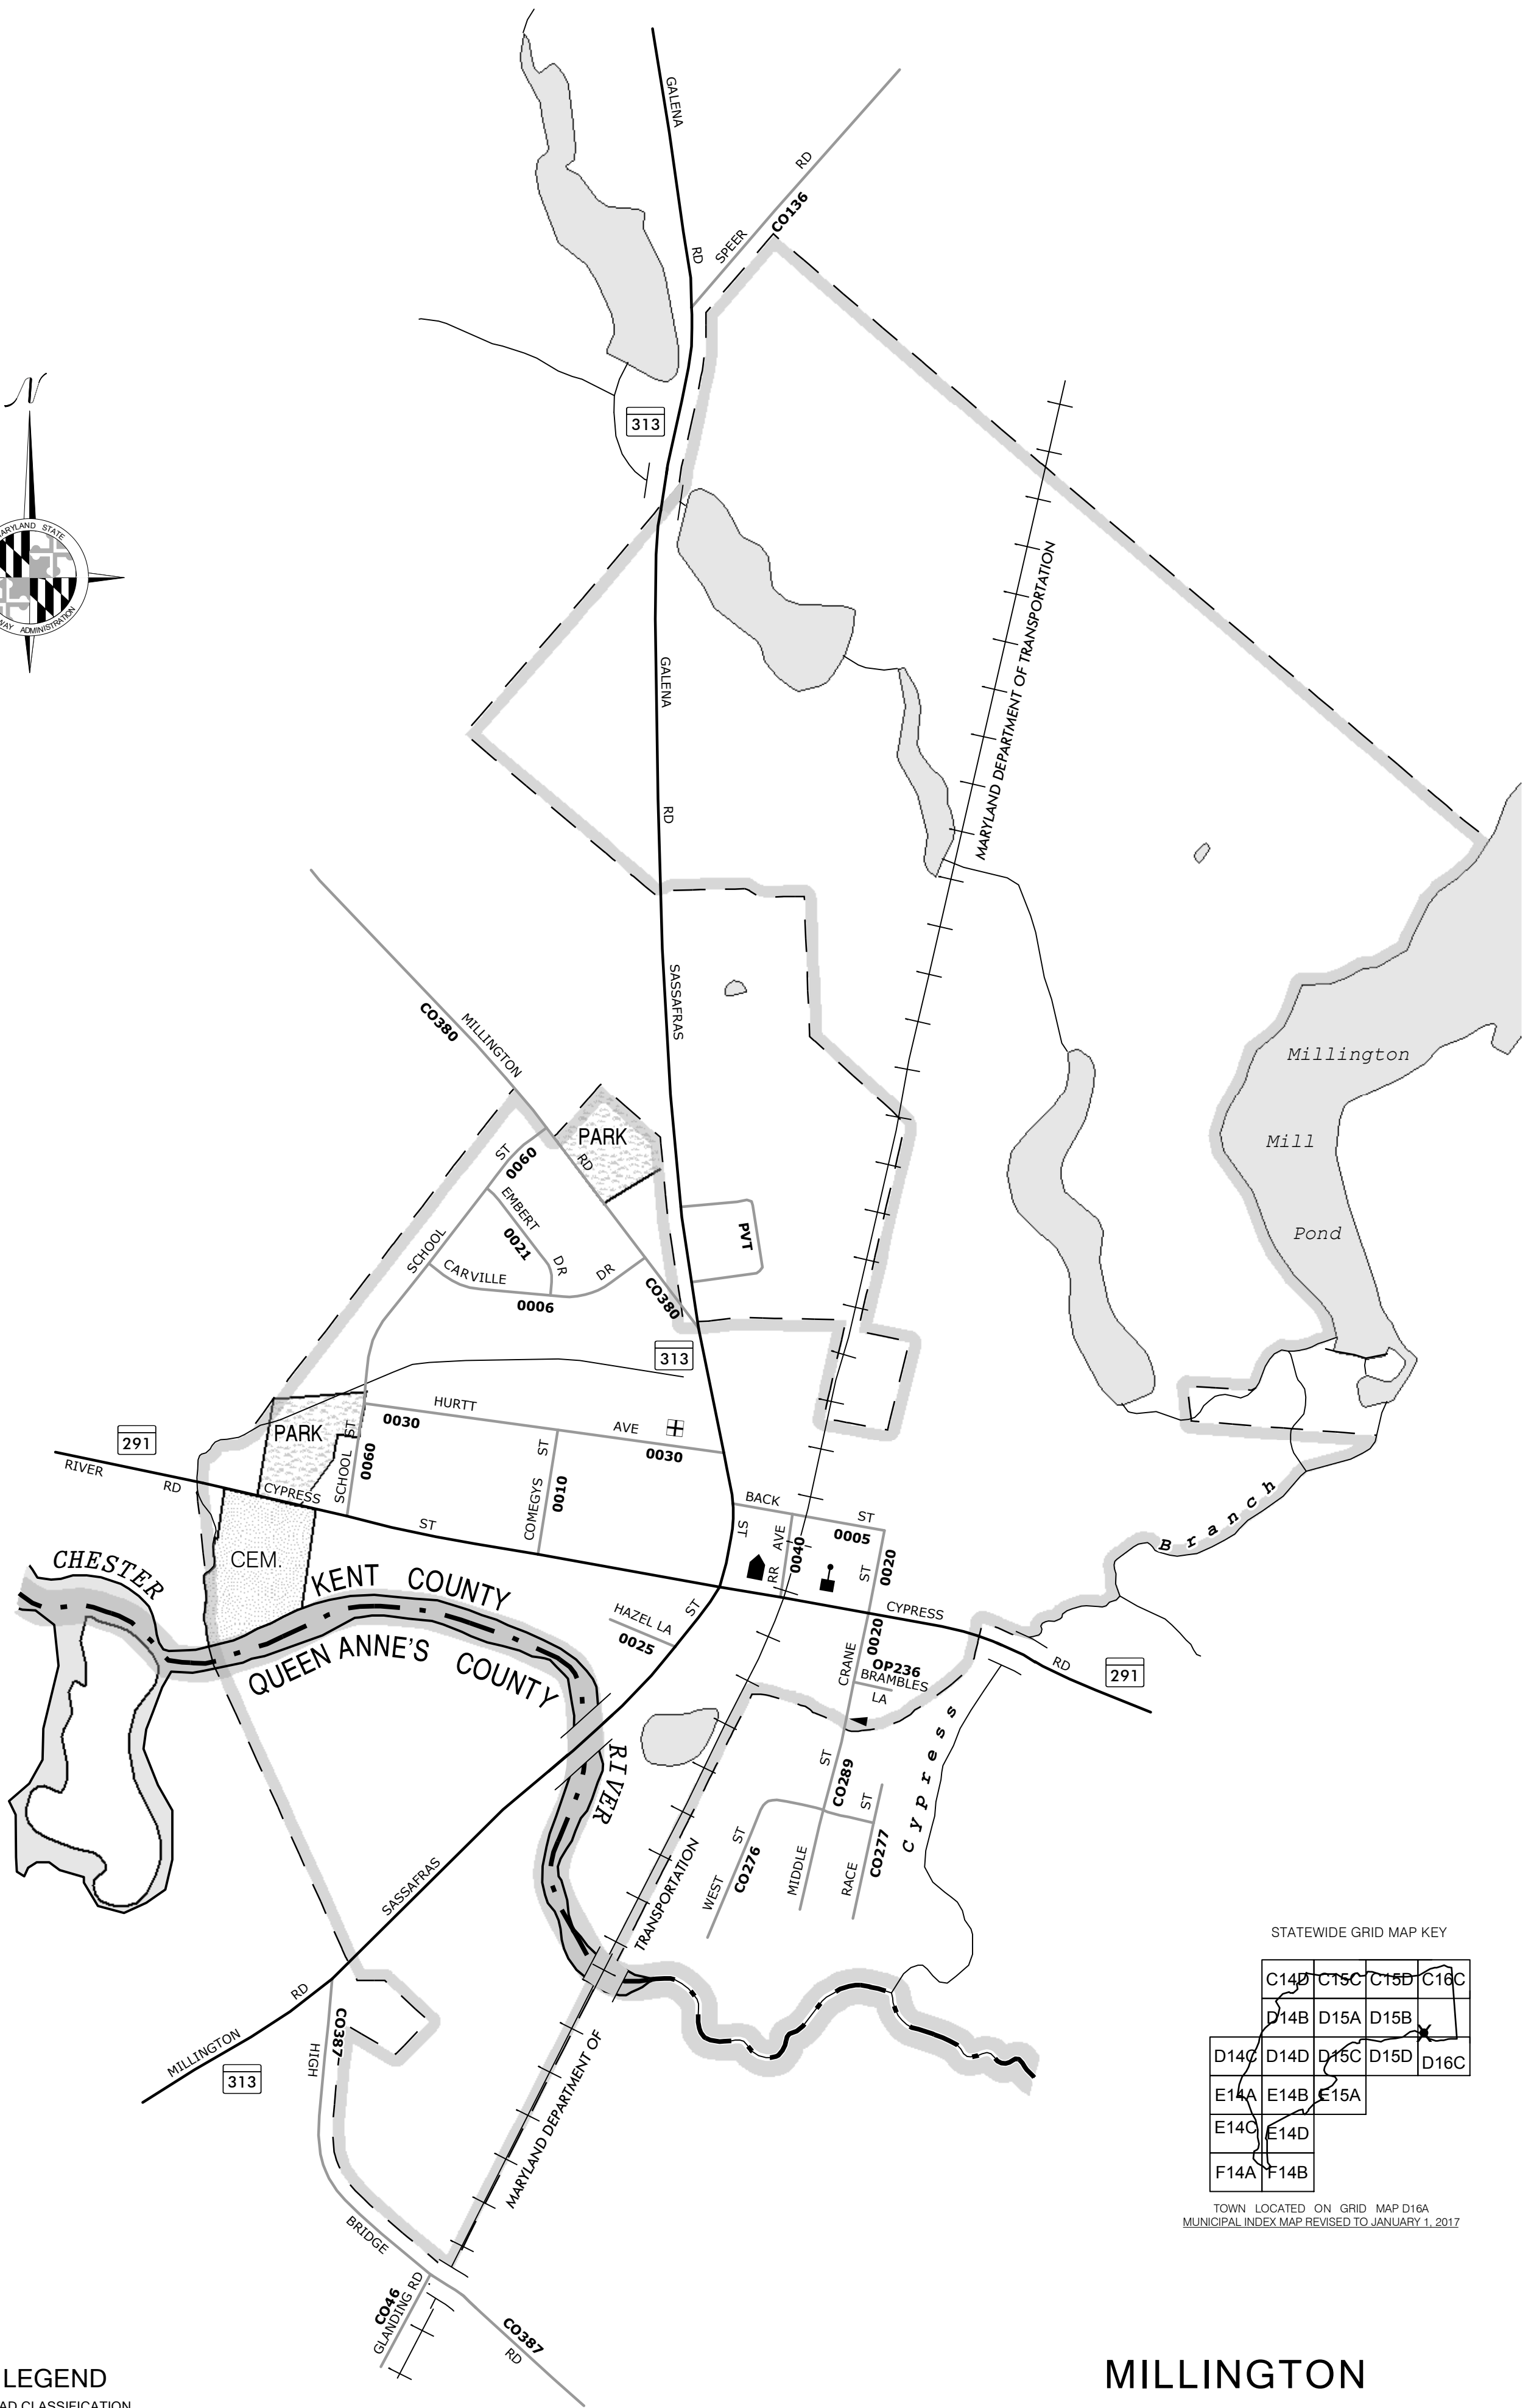 GALENA
RD
SPEER
RD
CO136
N
313
MARYLAND STATE
WAY ADMINISTRATION
MARYLAND DEPARTMENT OF TRANSPORTATION
GALENA
RD
SASSAFRAS
CO380
MILLINGTON
RD
Millington
Mill
Pond
PARK
ST
0060
EMBERT
DR
0021
SCHOOL
CARVILLE
DR
0006
CO380
PVT
313
HURTT
AVE
0030
0030
PARK
SCHOOL ST
0060
COMEGYS
ST
0010
291
RIVER
RD
CYPRESS
ST
BACK
ST
0005
ST
RR
AVE
0040
ST
0020
CYPRESS
RD
291
Branch
CEM.
CHESTER
KENT COUNTY
QUEEN ANNE'S COUNTY
HAZEL LA
0025
ST
CRANE
0020
OP236
BRAMBLES
LA
RIVER
Cypress
ST
CO289
MIDDLE
WEST
ST
CO276
RACE
ST
CO277
TRANSPORTATION
SASSAFRAS
MILLINGTON
RD
313
CO387
HIGH
MARYLAND DEPARTMENT OF
BRIDGE
CO46
GLANDING RD
CO387
RD
STATEWIDE GRID MAP KEY
C14D C15C C15D C16C
D14B D15A D15B
D14C D14D D15C D15D D16C
E14A E14B E15A
E14C E14D
F14A F14B
TOWN LOCATED ON GRID MAP D16A
MUNICIPAL INDEX MAP REVISED TO JANUARY 1, 2017
LEGEND
AD CLASSIFICATION
MILLINGTON